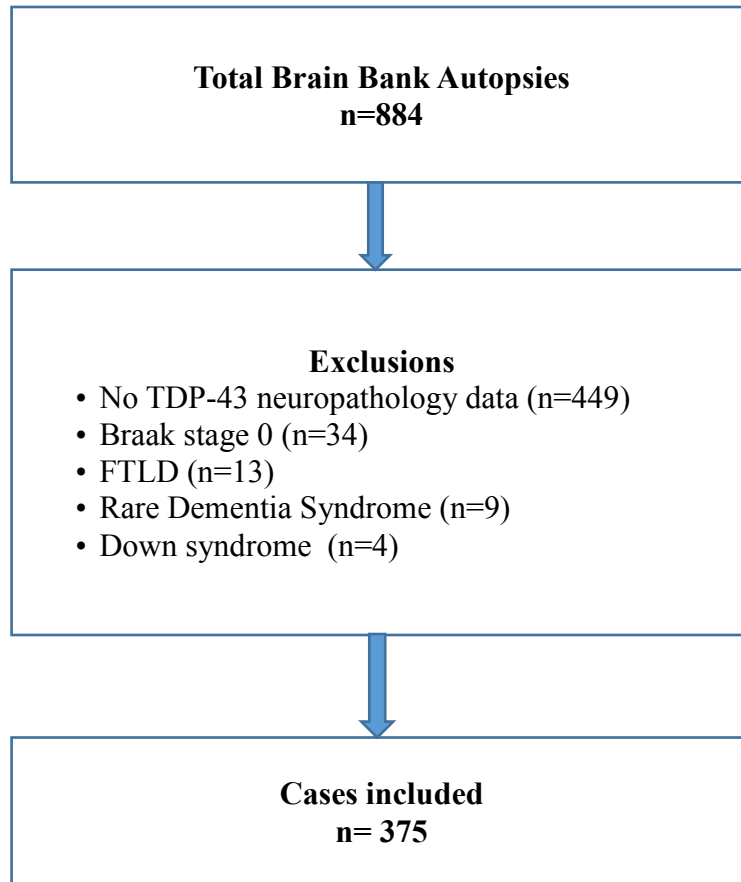 Total Brain Bank Autopsies
n=884
Exclusions
• No TDP-43 neuropathology data (n=449)
• Braak stage 0 (n=34)
• FTLD (n=13)
• Rare Dementia Syndrome (n=9)
• Down syndrome  (n=4)
Cases included
n= 375